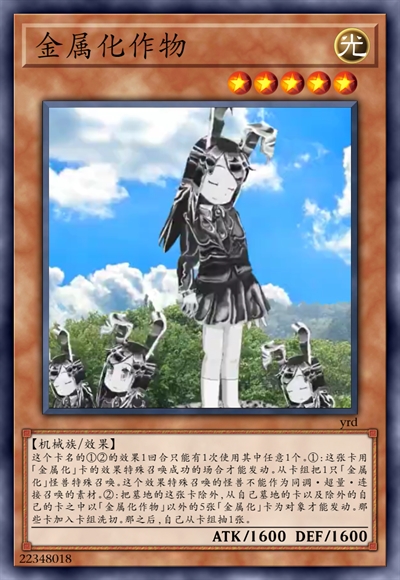 金属化作物
光
yrd
【机械族/效果】
这个卡名的①②的效果1回合只能有1次使用其中任意1个。①:这张卡用
「金属化」卡的效果特殊召唤成功的场合才能发动。从卡组把1只「金属
化」怪兽特殊召唤。这个效果特殊召唤的怪兽不能作为同调・超量・连
接召唤的素材。②:把墓地的这张卡除外,从自己墓地的卡以及除外的自
己的卡之中以「金属化作物」以外的5张「金属化」卡为对象才能发动。那
些卡加入卡组洗切。那之后,自己从卡组抽1张。
ATK/1600 DEF/1600
22348018